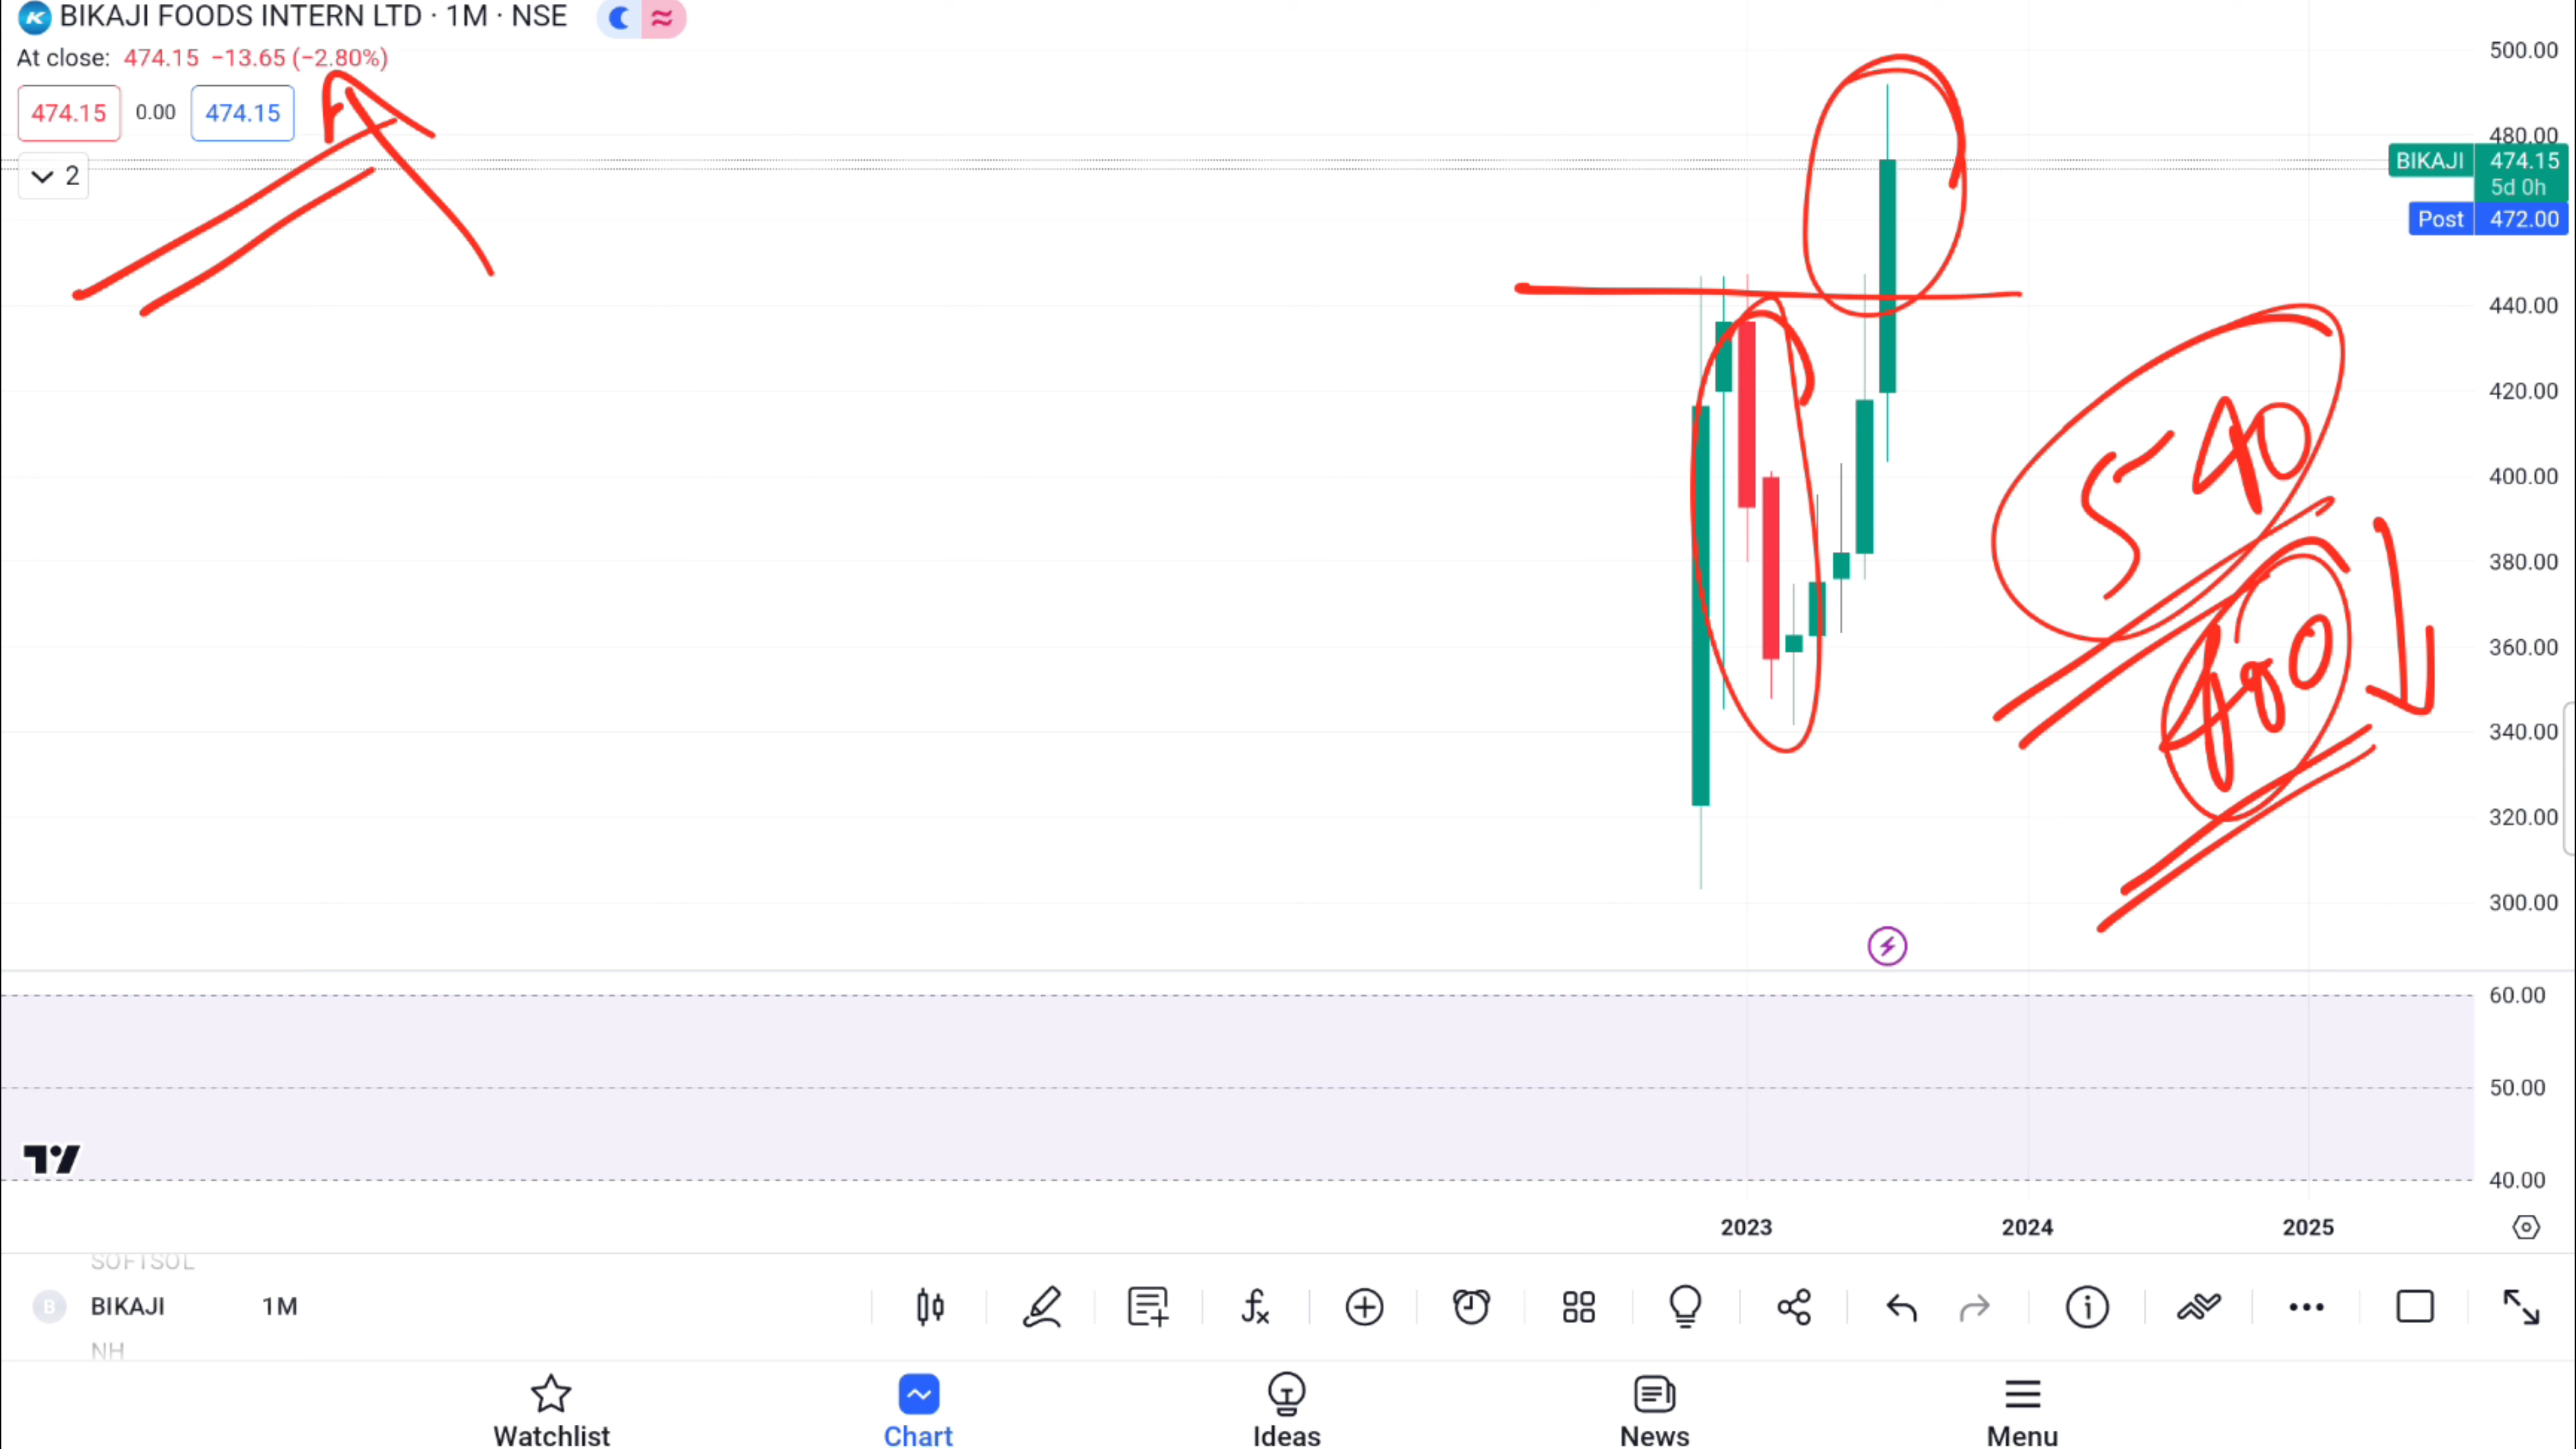 BIKAJI FOODS INTERN LTD · 1M · NSE
At close: 474.15 −13.65 (−2.80%)
474.15 0.00 474.15
2
500.00
480.00
BIKAJI 474.15
5d 0h
Post 472.00
440.00
420.00
400.00
380.00
360.00
340.00
320.00
300.00
540
400
60.00
50.00
40.00
2023 2024 2025
SOFTSOL
B BIKAJI 1M
NH
Watchlist Chart Ideas News Menu